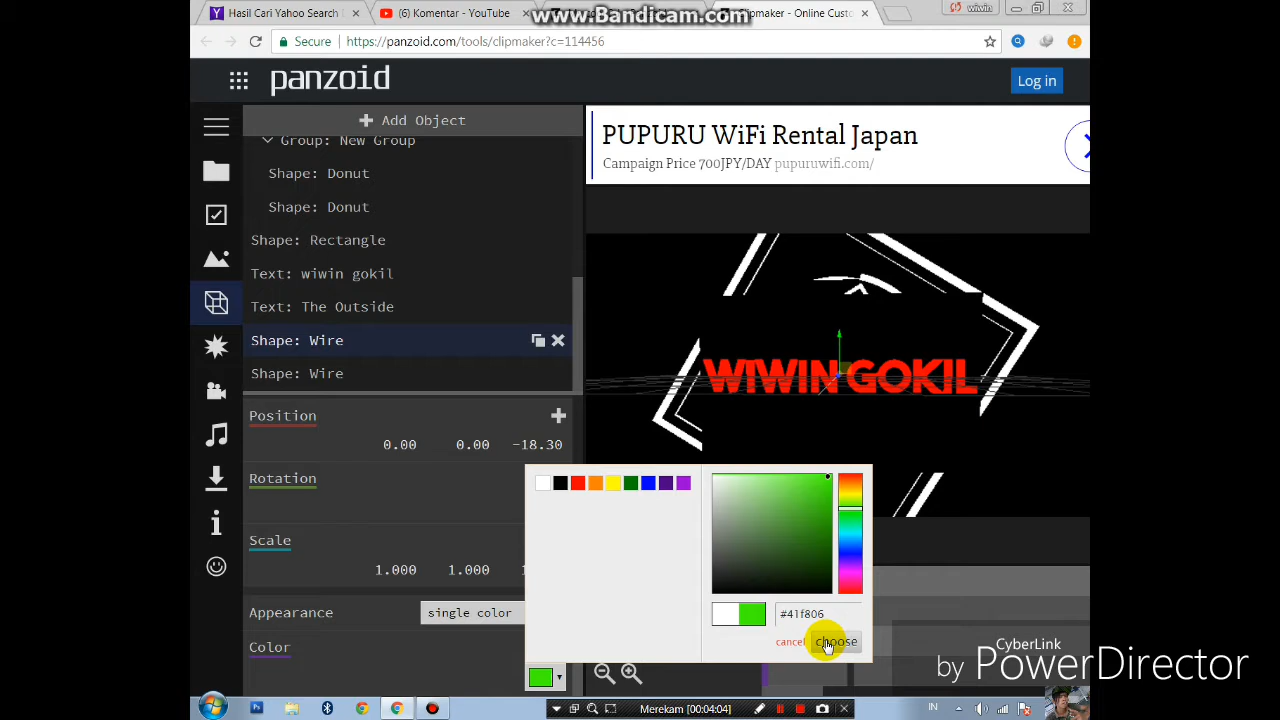 Hasil Cari Yahoo Search
(6) Komentar - YouTube
Clipmaker - Online Custo
wiwin
www.Bandicam.com
Secure
https://panzoid.com/tools/clipmaker?c=114456
panzoid
Log in
Add Object
Group: New Group
Shape: Donut
Shape: Donut
Shape: Rectangle
Text: wiwin gokil
Text: The Outside
Shape: Wire
Shape: Wire
PUPURU WiFi Rental Japan
Campaign Price 700JPY/DAY pupuruwifi.com/
WIWIN GOKIL
Position
0.00 0.00 -18.30
Rotation
Scale
1.000 1.000
Appearance
single color
Color
#41f806
cancel
choose
CyberLink
by PowerDirector
Merekam [00:04:04]
IN